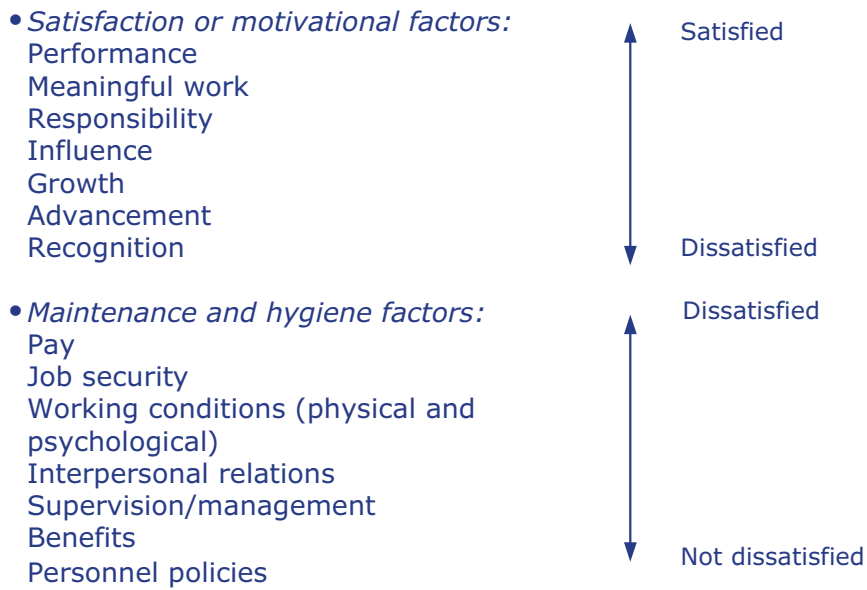 • Satisfaction or motivational factors:
Performance
Meaningful work
Responsibility
Influence
Growth
Advancement
Recognition
Satisfied
Dissatisfied
• Maintenance and hygiene factors:
Pay
Job security
Working conditions (physical and
psychological)
Interpersonal relations
Supervision/management
Benefits
Personnel policies
Dissatisfied
Not dissatisfied